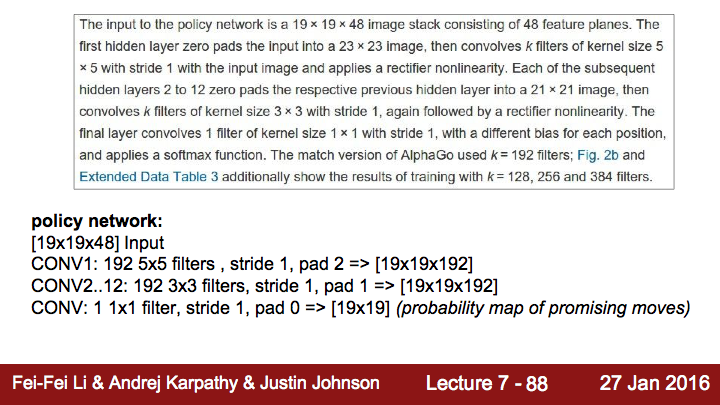 The input to the policy network is a 19 × 19 × 48 image stack consisting of 48 feature planes. The
first hidden layer zero pads the input into a 23 × 23 image, then convolves k filters of kernel size 5
× 5 with stride 1 with the input image and applies a rectifier nonlinearity. Each of the subsequent
hidden layers 2 to 12 zero pads the respective previous hidden layer into a 21 × 21 image, then
convolves k filters of kernel size 3 × 3 with stride 1, again followed by a rectifier nonlinearity. The
final layer convolves 1 filter of kernel size 1 × 1 with stride 1, with a different bias for each position,
and applies a softmax function. The match version of AlphaGo used k = 192 filters; Fig. 2b and
Extended Data Table 3 additionally show the results of training with k = 128, 256 and 384 filters.
policy network:
[19x19x48] Input
CONV1: 192 5x5 filters , stride 1, pad 2 => [19x19x192]
CONV2..12: 192 3x3 filters, stride 1, pad 1 => [19x19x192]
CONV: 1 1x1 filter, stride 1, pad 0 => [19x19] (probability map of promising moves)
Fei-Fei Li & Andrej Karpathy & Justin Johnson Lecture 7 - 88 27 Jan 2016